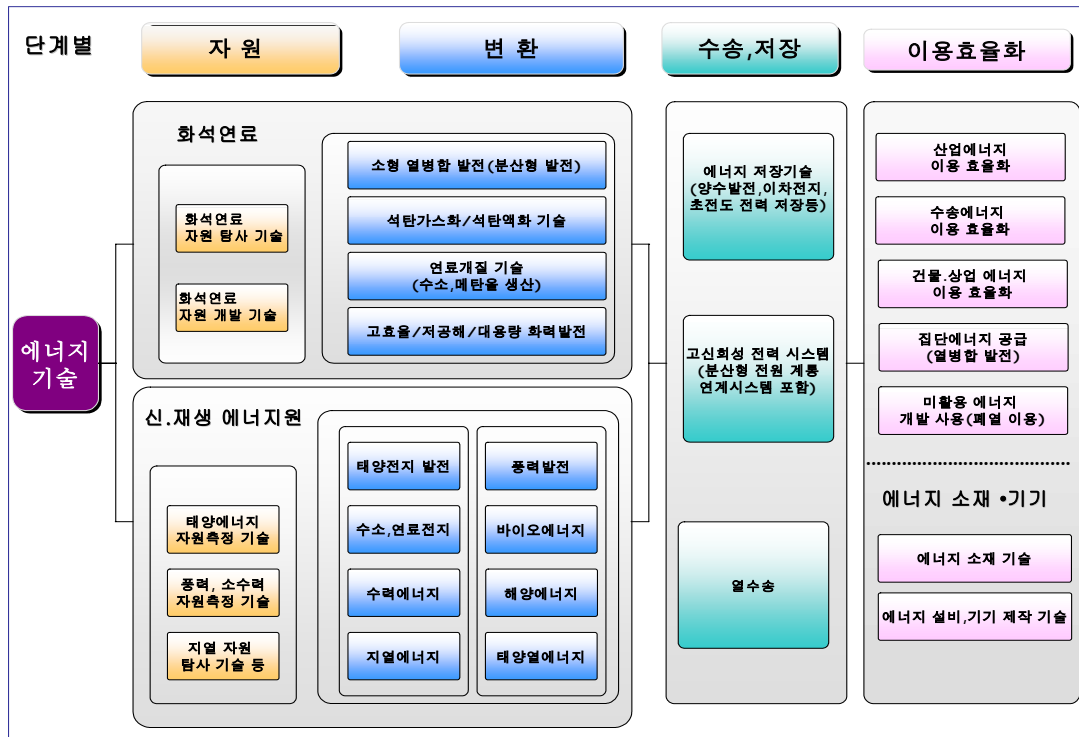 단계별
자 원
변 환
수송,저장
이용효율화
에너지
기술
화석연료
화석연료
자원 탐사 기술
화석연료
자원 개발 기술
소형 열병합 발전(분산형 발전)
석탄가스화/석탄액화 기술
연료개질 기술
(수소,메탄올 생산)
고효율/저공해/대용량 화력발전
신.재생 에너지원
태양에너지
자원측정 기술
풍력, 소수력
자원측정 기술
지열 자원
탐사 기술 등
태양전지 발전
수소,연료전지
수력에너지
지열에너지
풍력발전
바이오에너지
해양에너지
태양열에너지
에너지 저장기술
(양수발전,이차전지,
초전도 전력 저장등)
고신회성 전력 시스템
(분산형 전원 계통
연계시스템 포함)
열수송
산업에너지
이용 효율화
수송에너지
이용 효율화
건물.상업 에너지
이용 효율화
집단에너지 공급
(열병합 발전)
미활용 에너지
개발 사용(폐열 이용)
에너지 소재 •기기
에너지 소재 기술
에너지 설비,기기 제작 기술